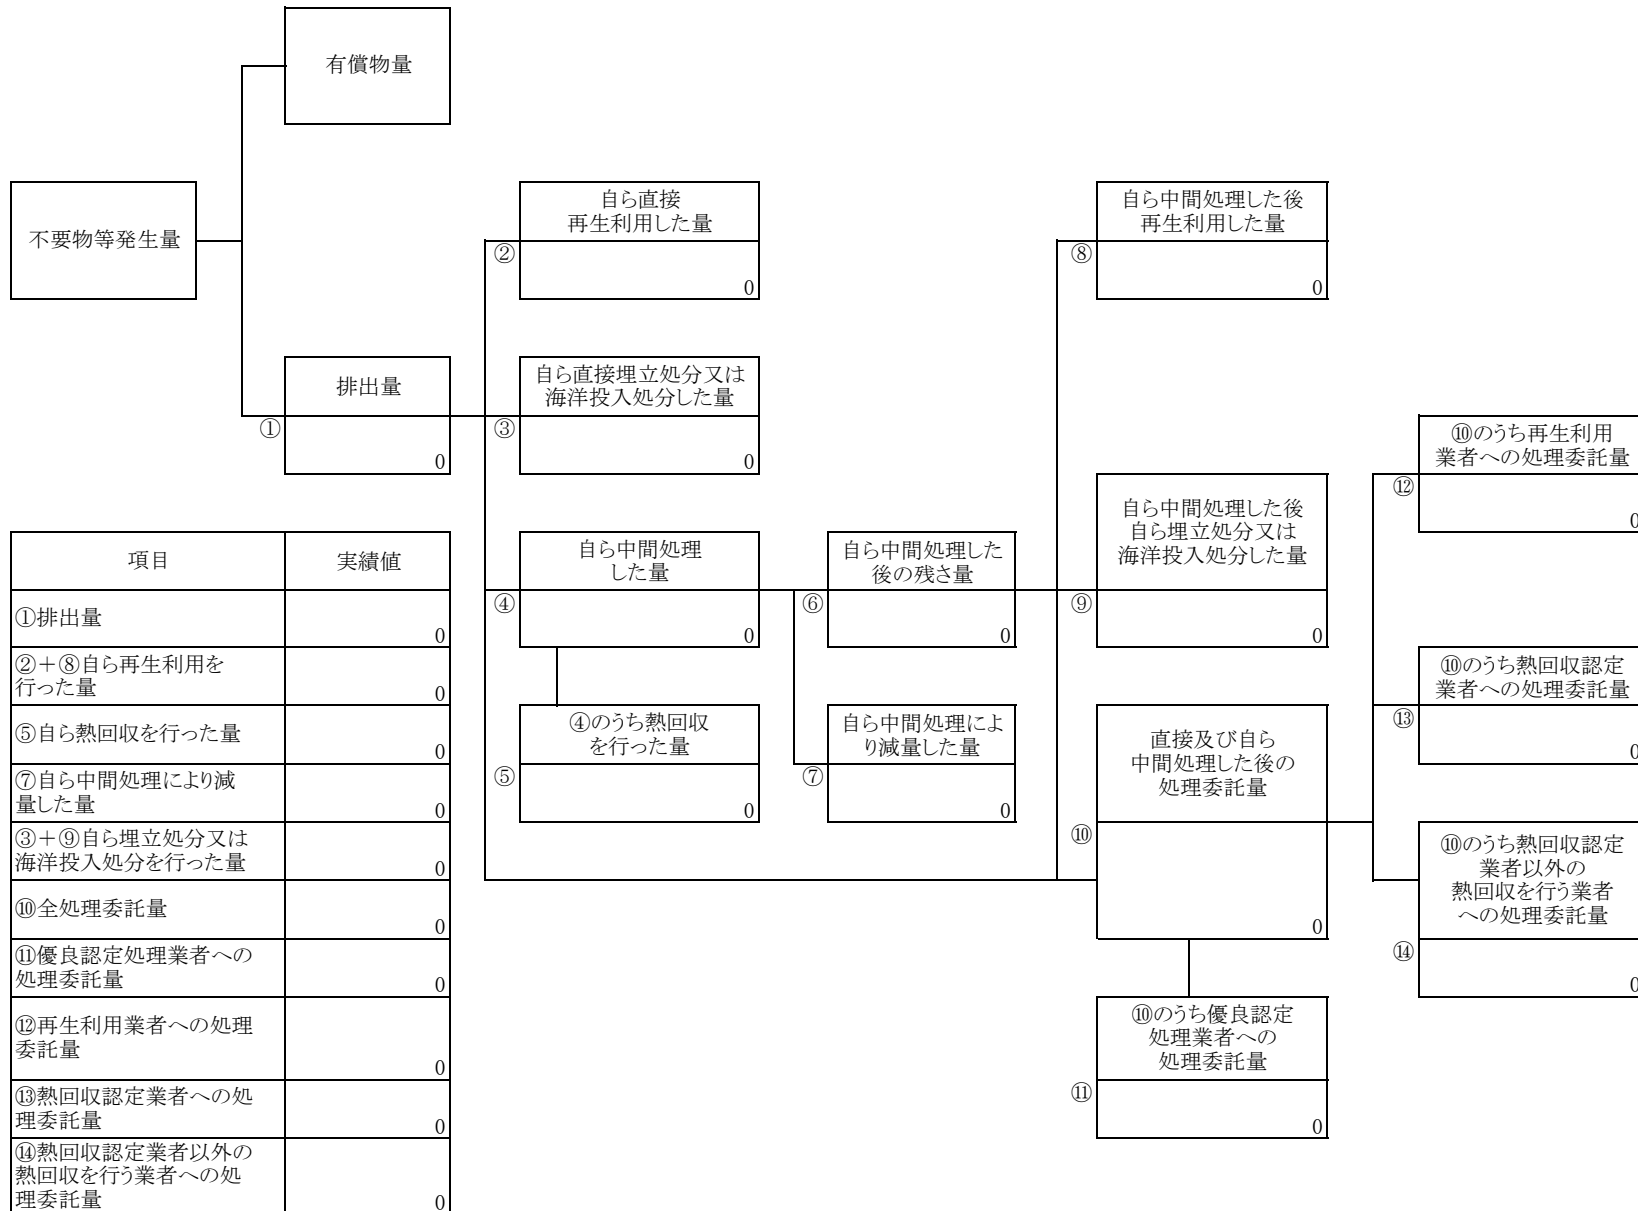 有償物量
不要物等発生量
自ら直接
再生利用した量
②
0
自ら中間処理した後
再生利用した量
⑧
0
排出量
①
0
自ら直接埋立処分又は
海洋投入処分した量
③
0
⑩のうち再生利用
業者への処理委託量
⑫
0
自ら中間処理した後
自ら埋立処分又は
海洋投入処分した量
⑨
0
自ら中間処理
した量
④
0
自ら中間処理した
後の残さ量
⑥
0
⑩のうち熱回収認定
業者への処理委託量
⑬
0
④のうち熱回収
を行った量
⑤
0
自ら中間処理によ
り減量した量
⑦
0
直接及び自ら
中間処理した後の
処理委託量
⑩
0
⑩のうち熱回収認定
業者以外の
熱回収を行う業者
への処理委託量
⑭
0
⑩のうち優良認定
処理業者への
処理委託量
⑪
0
項目 実績値
①排出量
0
②+⑧自ら再生利用を
行った量
0
⑤自ら熱回収を行った量
0
⑦自ら中間処理により減
量した量
0
③+⑨自ら埋立処分又は
海洋投入処分を行った量
0
⑩全処理委託量
0
⑪優良認定処理業者への
処理委託量
0
⑫再生利用業者への処理
委託量
0
⑬熱回収認定業者への処
理委託量
0
⑭熱回収認定業者以外の
熱回収を行う業者への処
理委託量
0